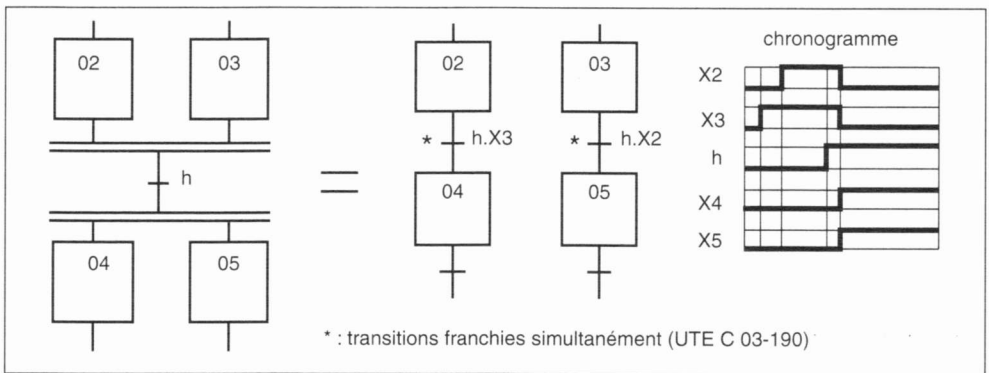 02 03
h
04 05
02 03
* h.X3 * h.X2
04 05
chronogramme
X2
X3
h
X4
X5
* : transitions franchies simultanément (UTE C 03-190)